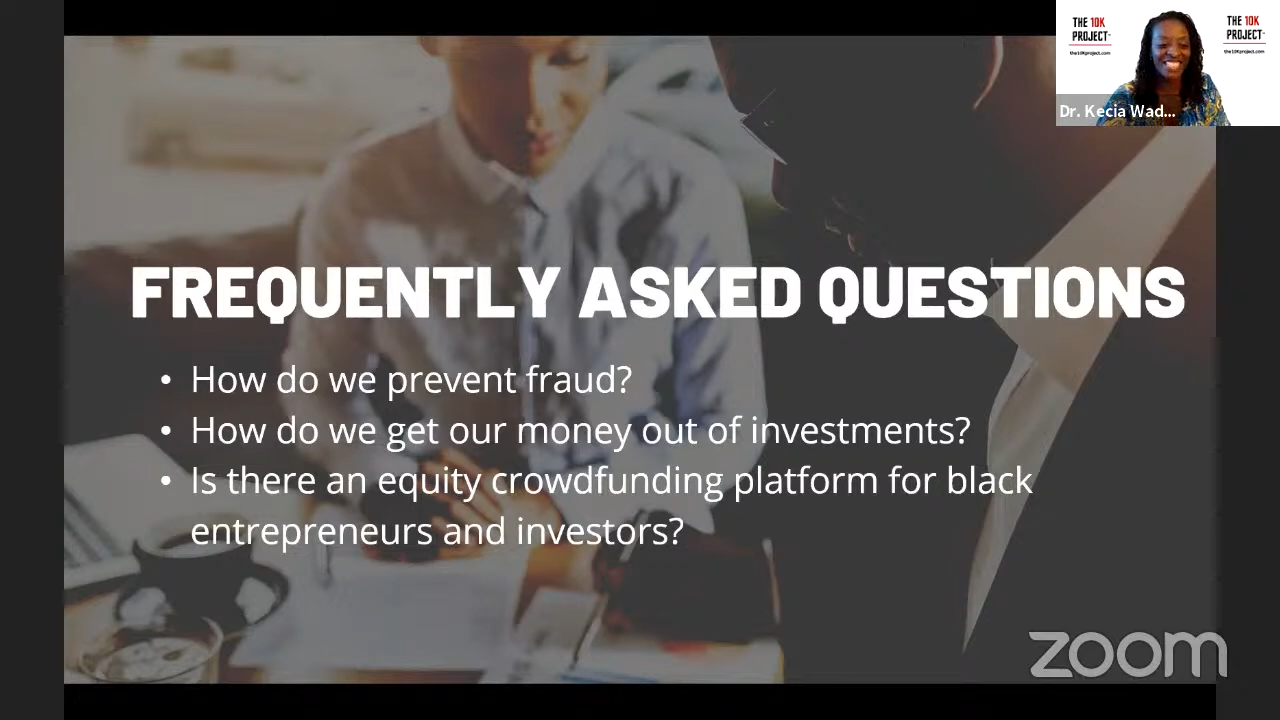 THE 10K
PROJECT
the10Kproject.com
THE 10K
PROJECT
the10Kproject.com
Dr. Kecia Wad...
FREQUENTLY ASKED QUESTIONS
• How do we prevent fraud?
• How do we get our money out of investments?
• Is there an equity crowdfunding platform for black
entrepreneurs and investors?
zoom